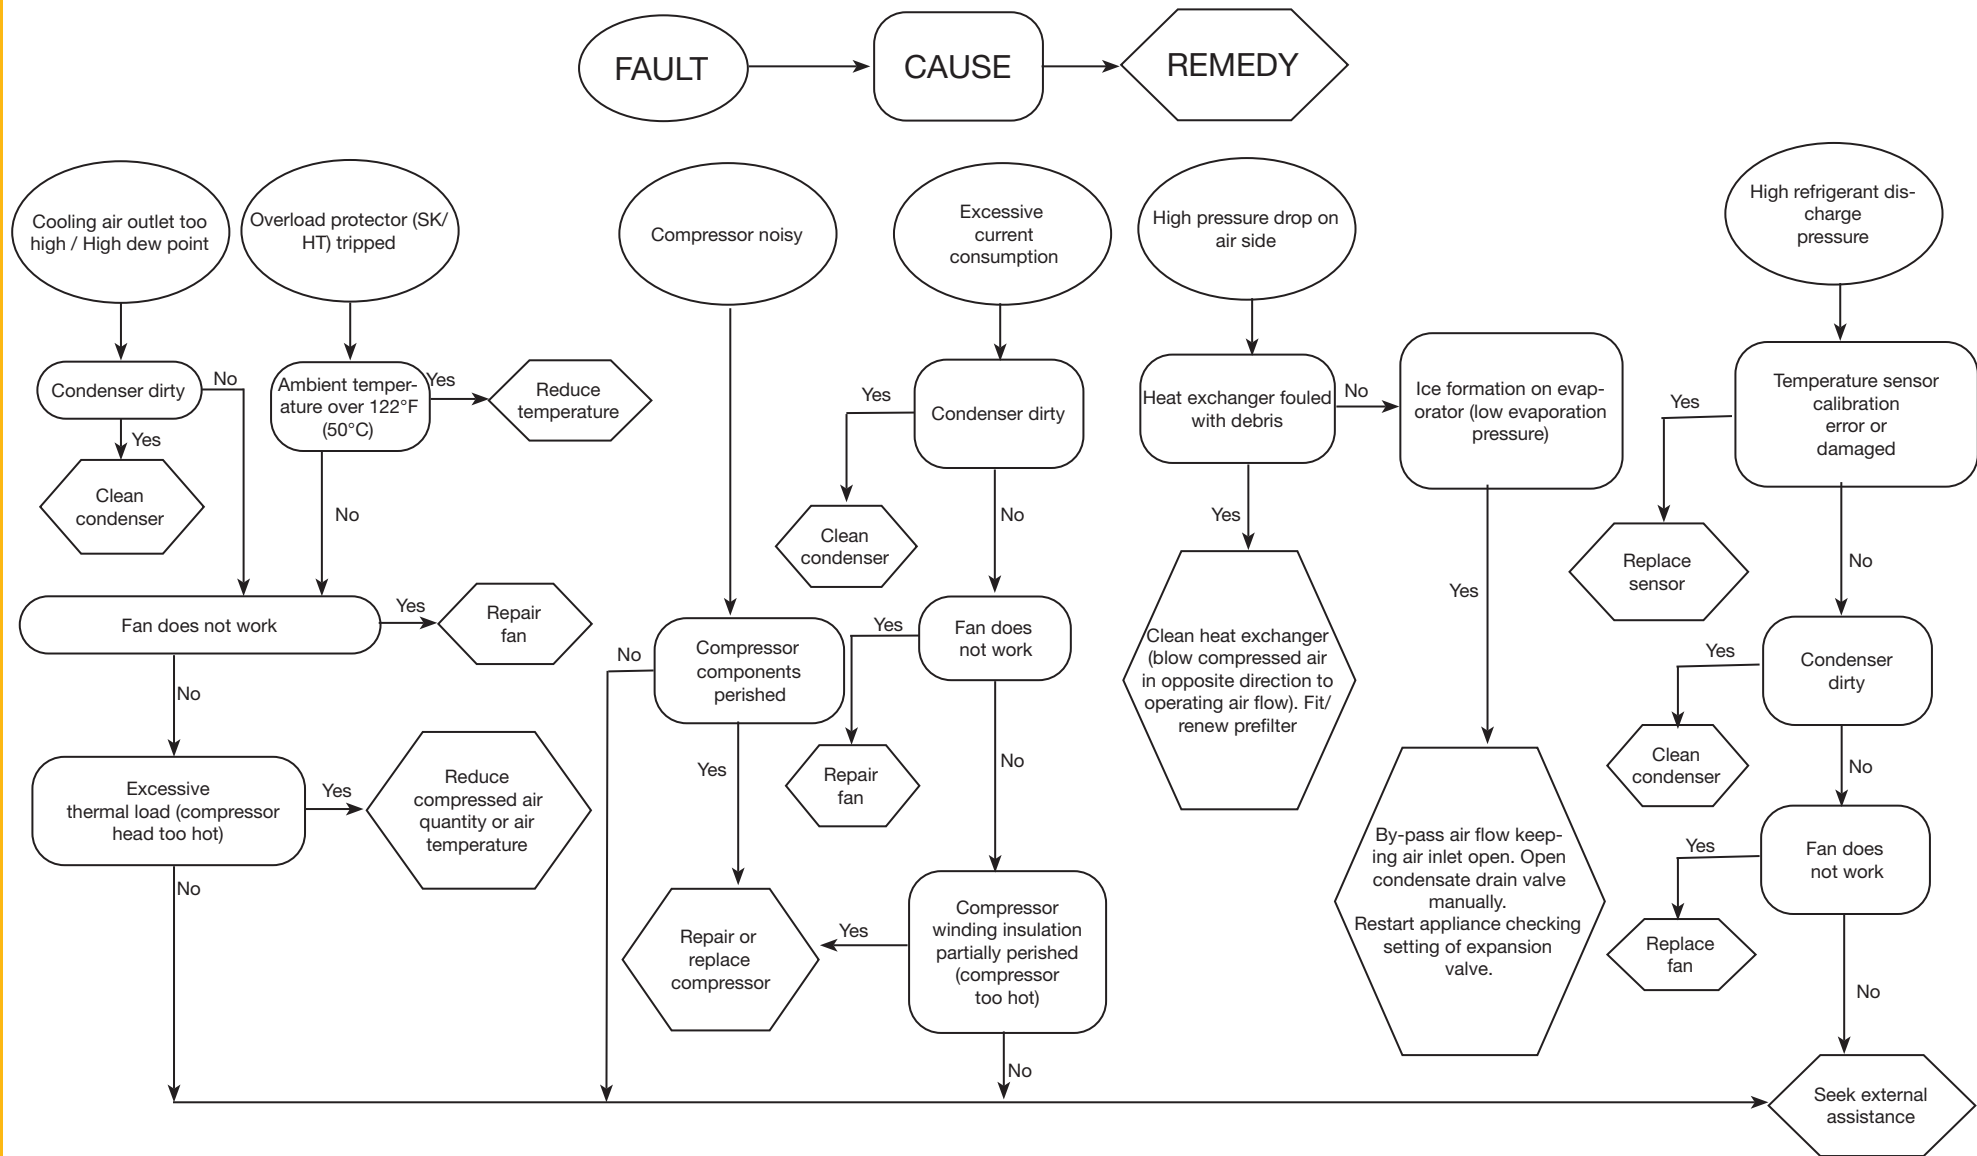 FAULT
CAUSE
REMEDY
Cooling air outlet too
high / High dew point
Condenser dirty
No
Yes
Clean
condenser
Overload protector (SK/
HT) tripped
Ambient temper-
ature over 122°F
(50°C)
Yes
Reduce
temperature
No
Fan does not work
Yes
Repair
fan
No
Excessive
thermal load (compressor
head too hot)
Yes
Reduce
compressed air
quantity or air
temperature
No
Compressor noisy
Compressor
components
perished
No
Yes
Repair or
replace
compressor
Excessive
current
consumption
Condenser dirty
Yes
Clean
condenser
No
Fan does
not work
Yes
Repair
fan
No
Compressor
winding insulation
partially perished
(compressor
too hot)
Yes
No
High pressure drop on
air side
Heat exchanger fouled
with debris
No
Yes
Clean heat exchanger
(blow compressed air
in opposite direction to
operating air flow). Fit/
renew prefilter
Ice formation on evap-
orator (low evaporation
pressure)
Yes
By-pass air flow keep-
ing air inlet open. Open
condensate drain valve
manually.
Restart appliance checking
setting of expansion
valve.
High refrigerant dis-
charge
pressure
Temperature sensor
calibration
error or
damaged
Yes
Replace
sensor
No
Condenser
dirty
Yes
Clean
condenser
No
Fan does
not work
Yes
Replace
fan
No
Seek external
assistance